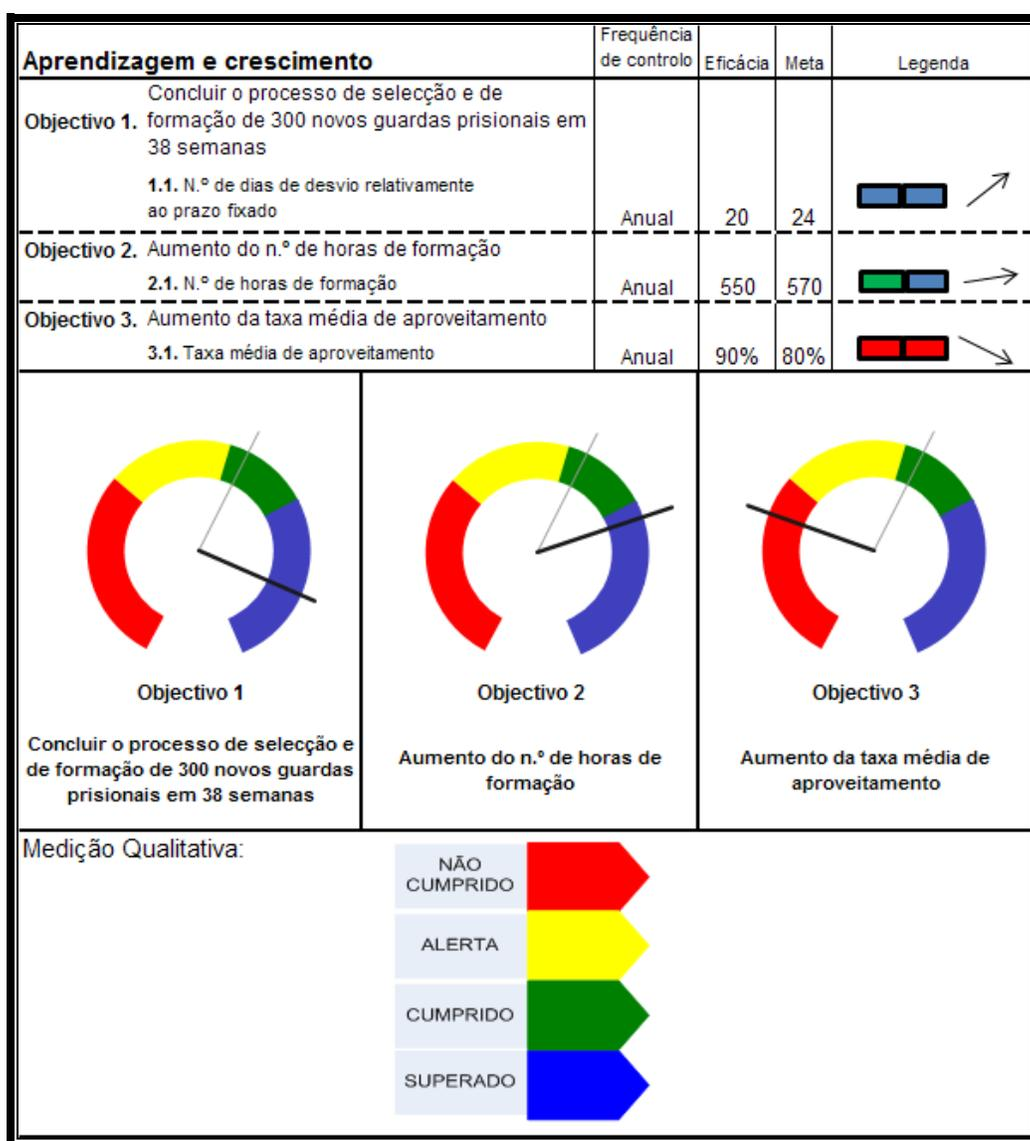 Aprendizagem e crescimento
Frequência
de controlo
Eficácia
Meta
Legenda
Objectivo 1.
Concluir o processo de selecção e de
formação de 300 novos guardas prisionais em
38 semanas
1.1. N.º de dias de desvio relativamente
ao prazo fixado
Anual
20
24
Objectivo 2. Aumento do n.º de horas de formação
2.1. N.º de horas de formação
Anual
550
570
Objectivo 3. Aumento da taxa média de aproveitamento
3.1. Taxa média de aproveitamento
Anual
90%
80%
Objectivo 1
Concluir o processo de selecção e
de formação de 300 novos guardas
prisionais em 38 semanas
Objectivo 2
Aumento do n.º de horas de
formação
Objectivo 3
Aumento da taxa média de
aproveitamento
Medição Qualitativa:
NÃO
CUMPRIDO
ALERTA
CUMPRIDO
SUPERADO